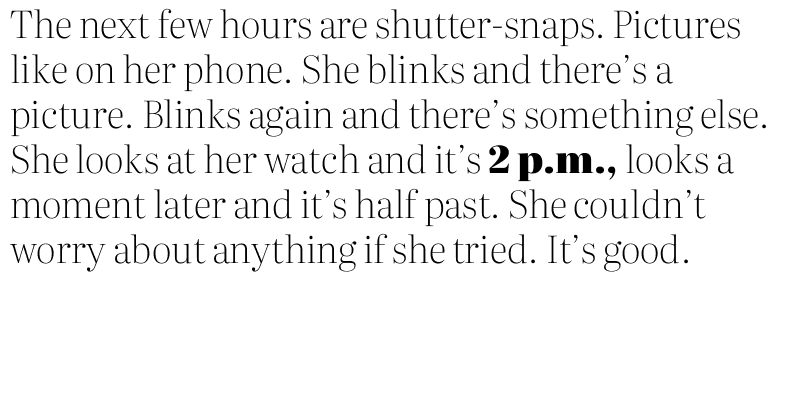 The next few hours are shutter-snaps. Pictures
like on her phone. She blinks and there’s a
picture. Blinks again and there’s something else.
She looks at her watch and it’s 2 p.m., looks a
moment later and it’s half past. She couldn’t
worry about anything if she tried. It’s good.